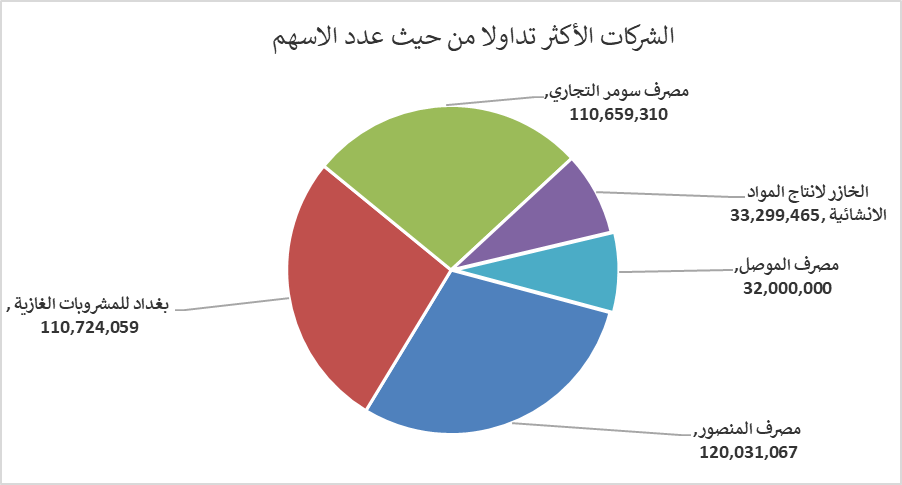 الشركات الأكثر تداولا من حيث عدد الاسهم
مصرف سومر التجاري,
110,659,310
الخازر لانتاج المواد
الانشائية , 33,299,465
مصرف الموصل,
32,000,000
بغداد للمشروبات الغازية ,
110,724,059
مصرف المنصور,
120,031,067